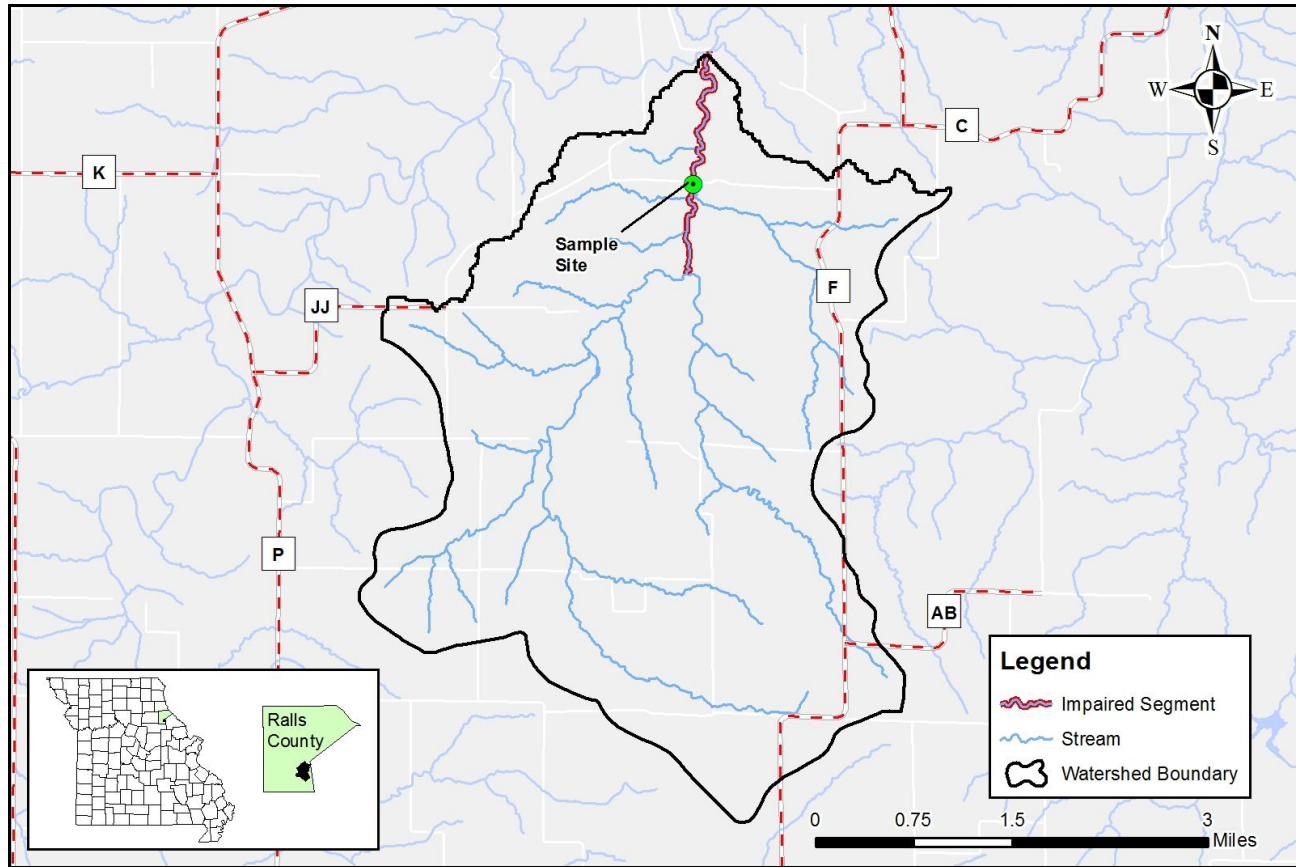 N
W
E
S
C
K
Sample
Site
F
JJ
P
AB
Legend
Impaired Segment
Stream
Watershed Boundary
Ralls
County
0 0.75 1.5 3
Miles